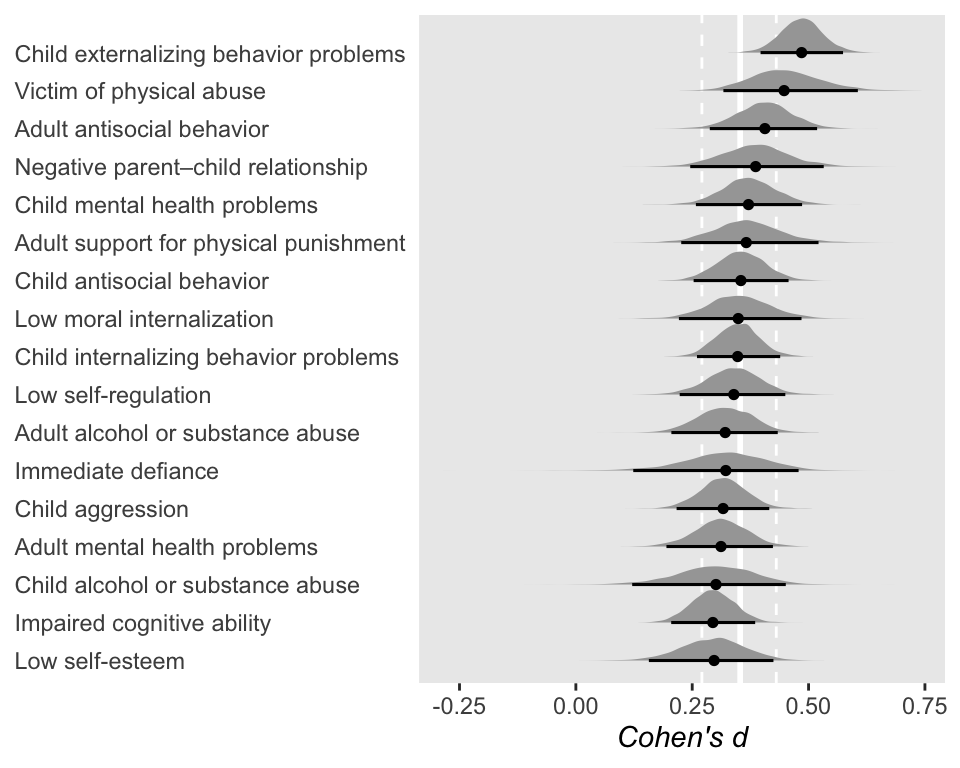 Child externalizing behavior problems
Victim of physical abuse
Adult antisocial behavior
Negative parent–child relationship
Child mental health problems
Adult support for physical punishment
Child antisocial behavior
Low moral internalization
Child internalizing behavior problems
Low self-regulation
Adult alcohol or substance abuse
Immediate defiance
Child aggression
Adult mental health problems
Child alcohol or substance abuse
Impaired cognitive ability
Low self-esteem
-0.25 0.00 0.25 0.50 0.75
Cohen's d